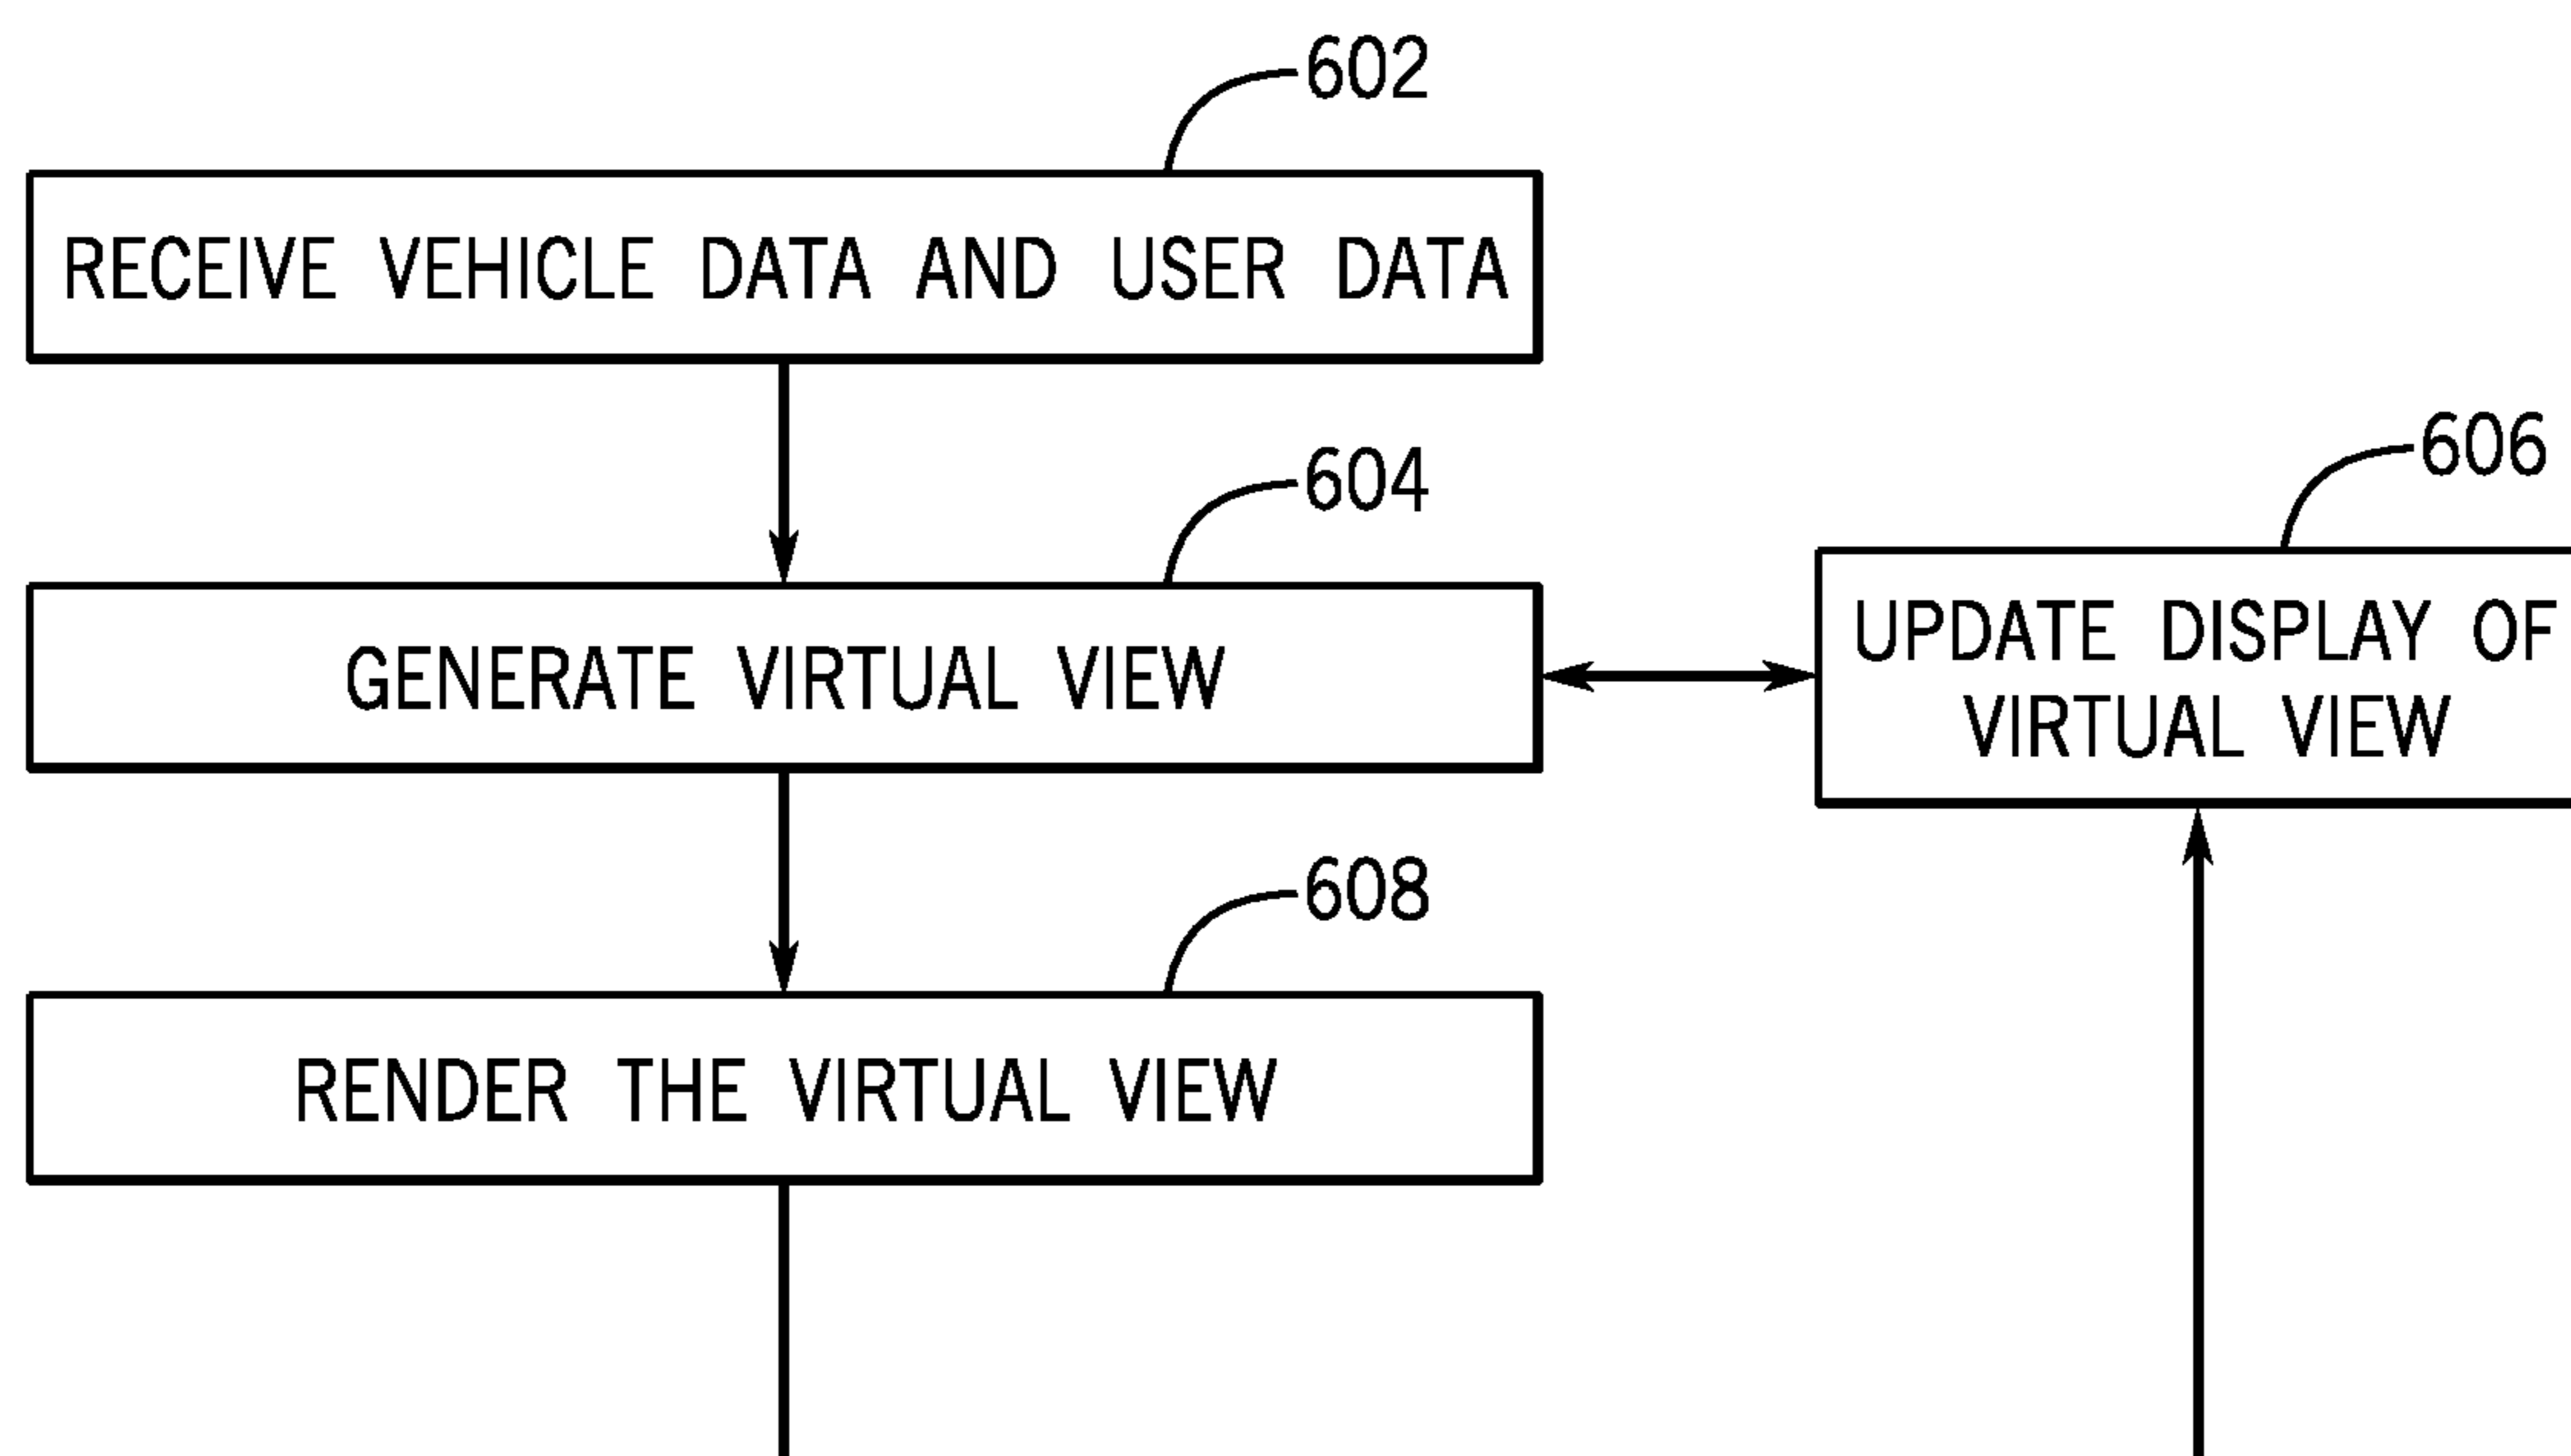 602
RECEIVE VEHICLE DATA AND USER DATA
604
GENERATE VIRTUAL VIEW
606
UPDATE DISPLAY OF
VIRTUAL VIEW
608
RENDER THE VIRTUAL VIEW